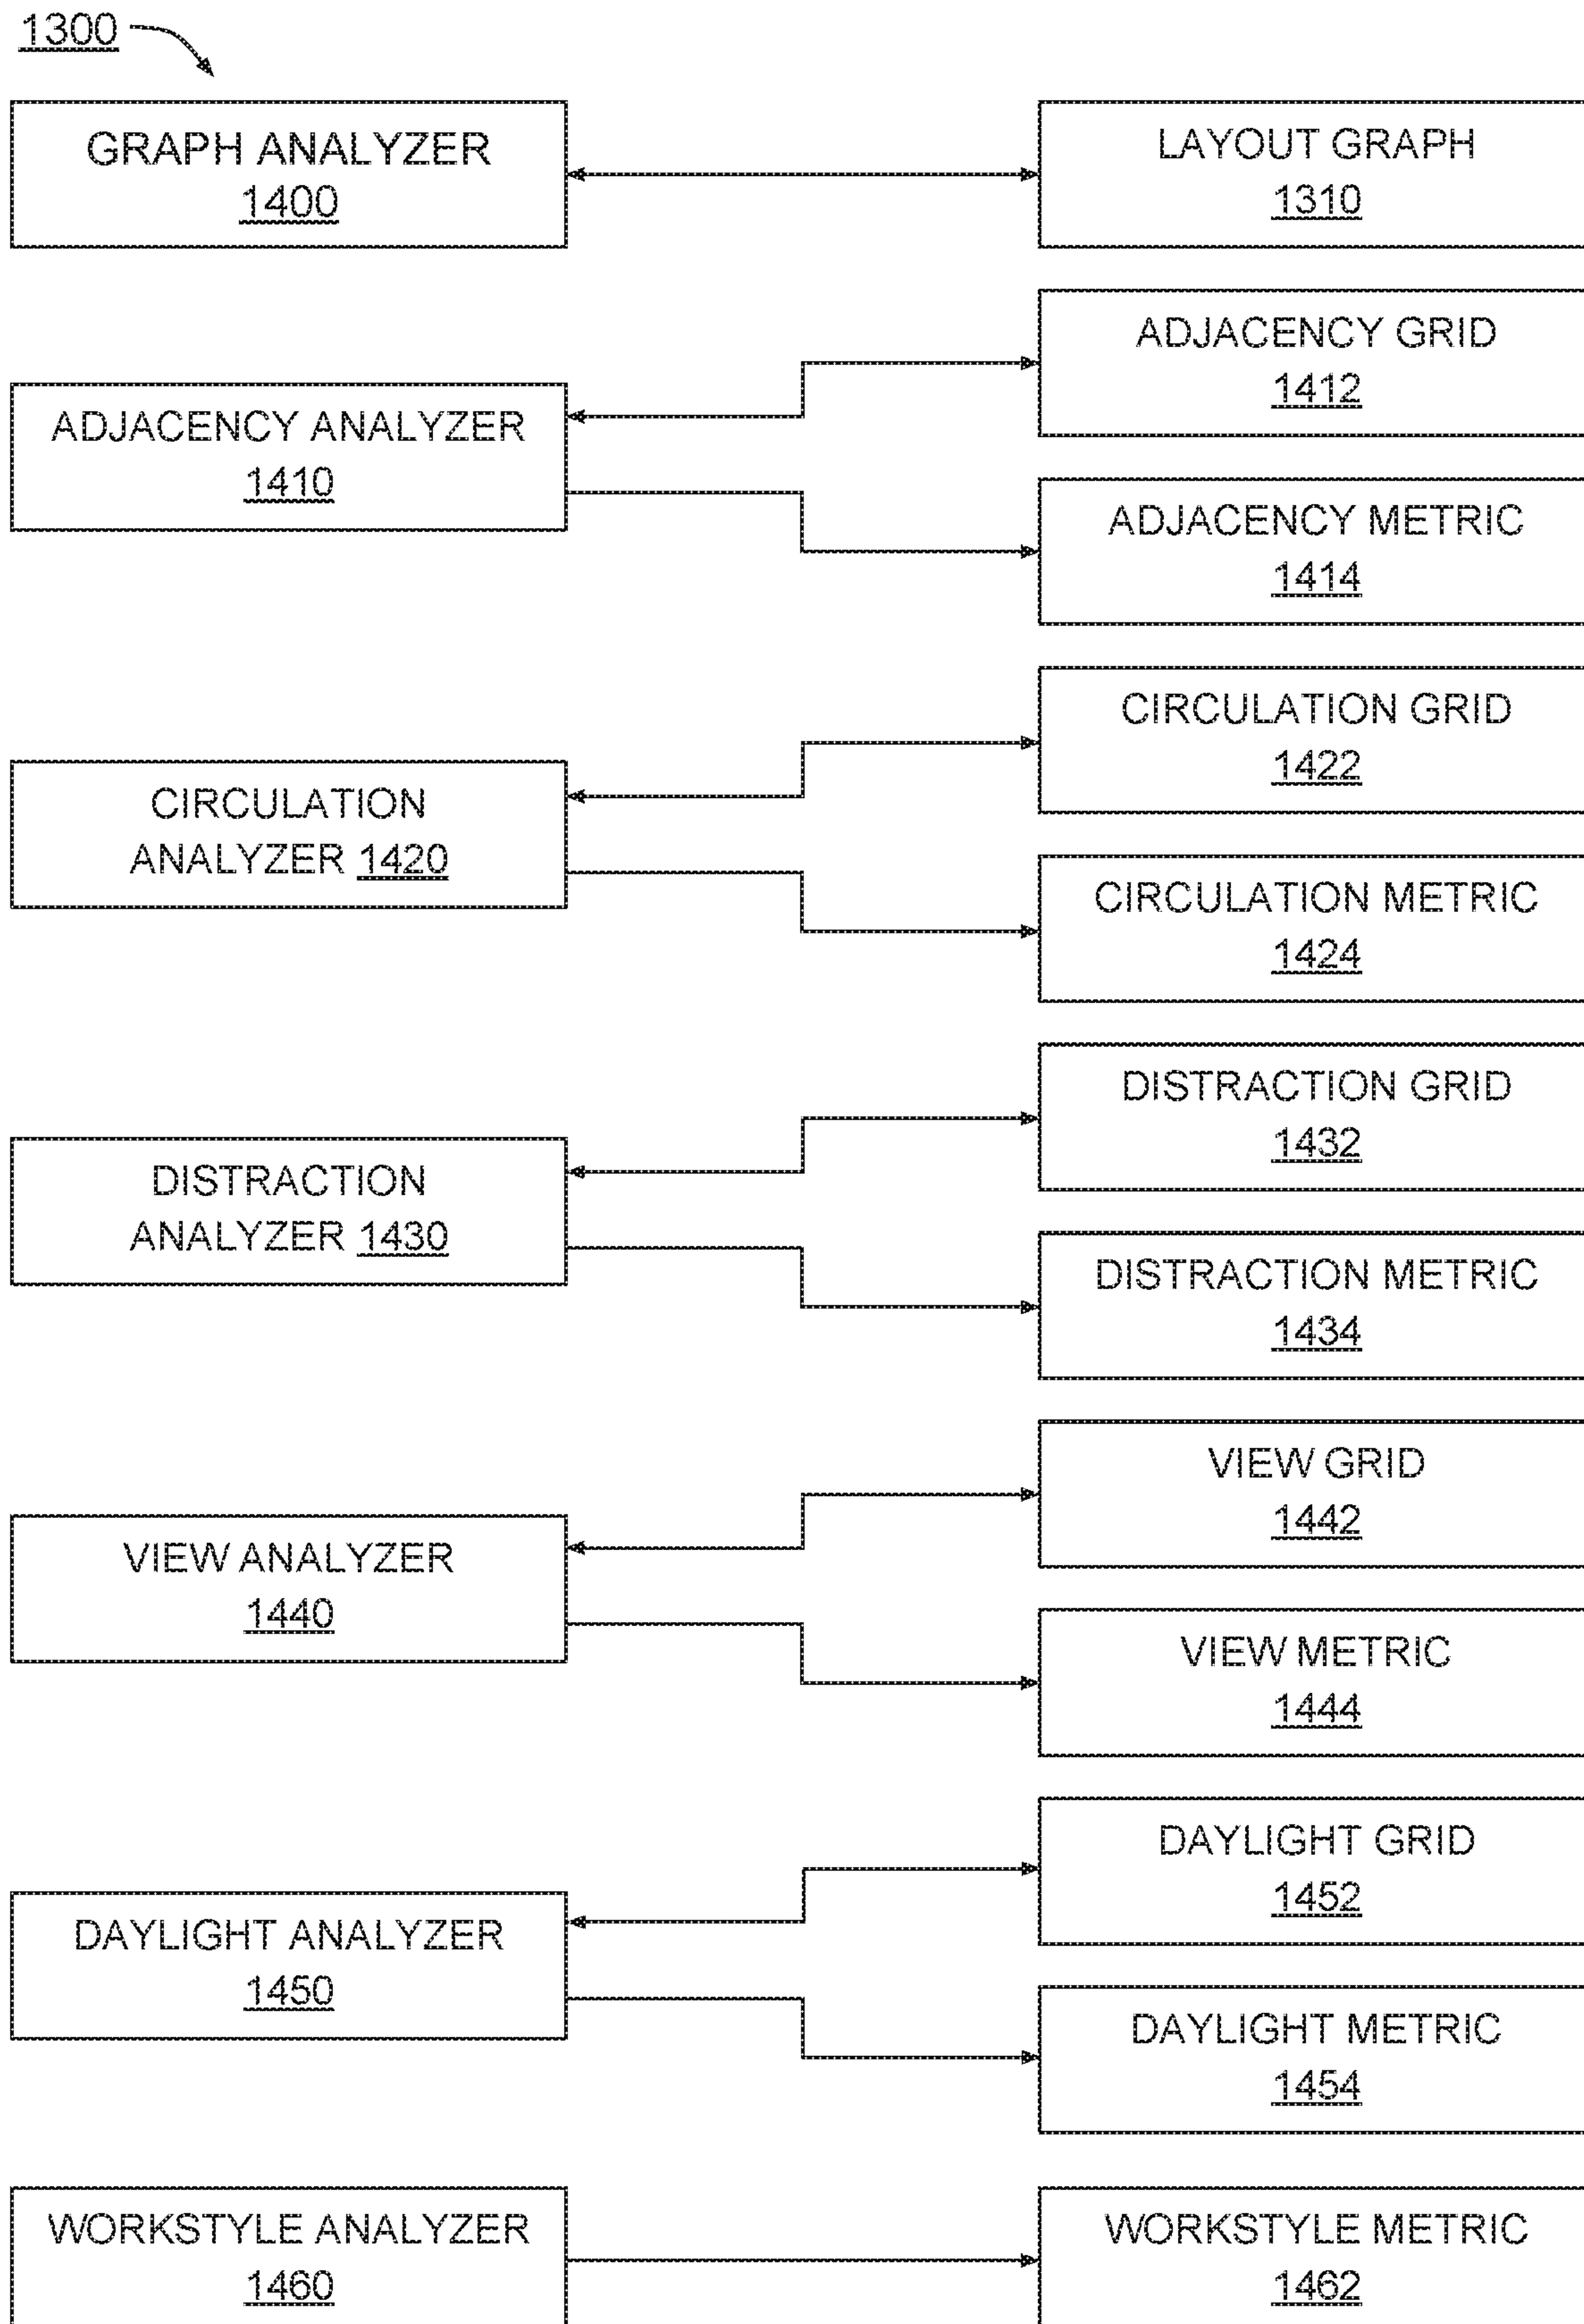 1300
GRAPH ANALYZER
1400
LAYOUT GRAPH
1310
ADJACENCY GRID
1412
ADJACENCY ANALYZER
1410
ADJACENCY METRIC
1414
CIRCULATION GRID
1422
CIRCULATION
ANALYZER 1420
CIRCULATION METRIC
1424
DISTRACTION GRID
1432
DISTRACTION
ANALYZER 1430
DISTRACTION METRIC
1434
VIEW GRID
1442
VIEW ANALYZER
1440
VIEW METRIC
1444
DAYLIGHT GRID
1452
DAYLIGHT ANALYZER
1450
DAYLIGHT METRIC
1454
WORKSTYLE ANALYZER
1460
WORKSTYLE METRIC
1462